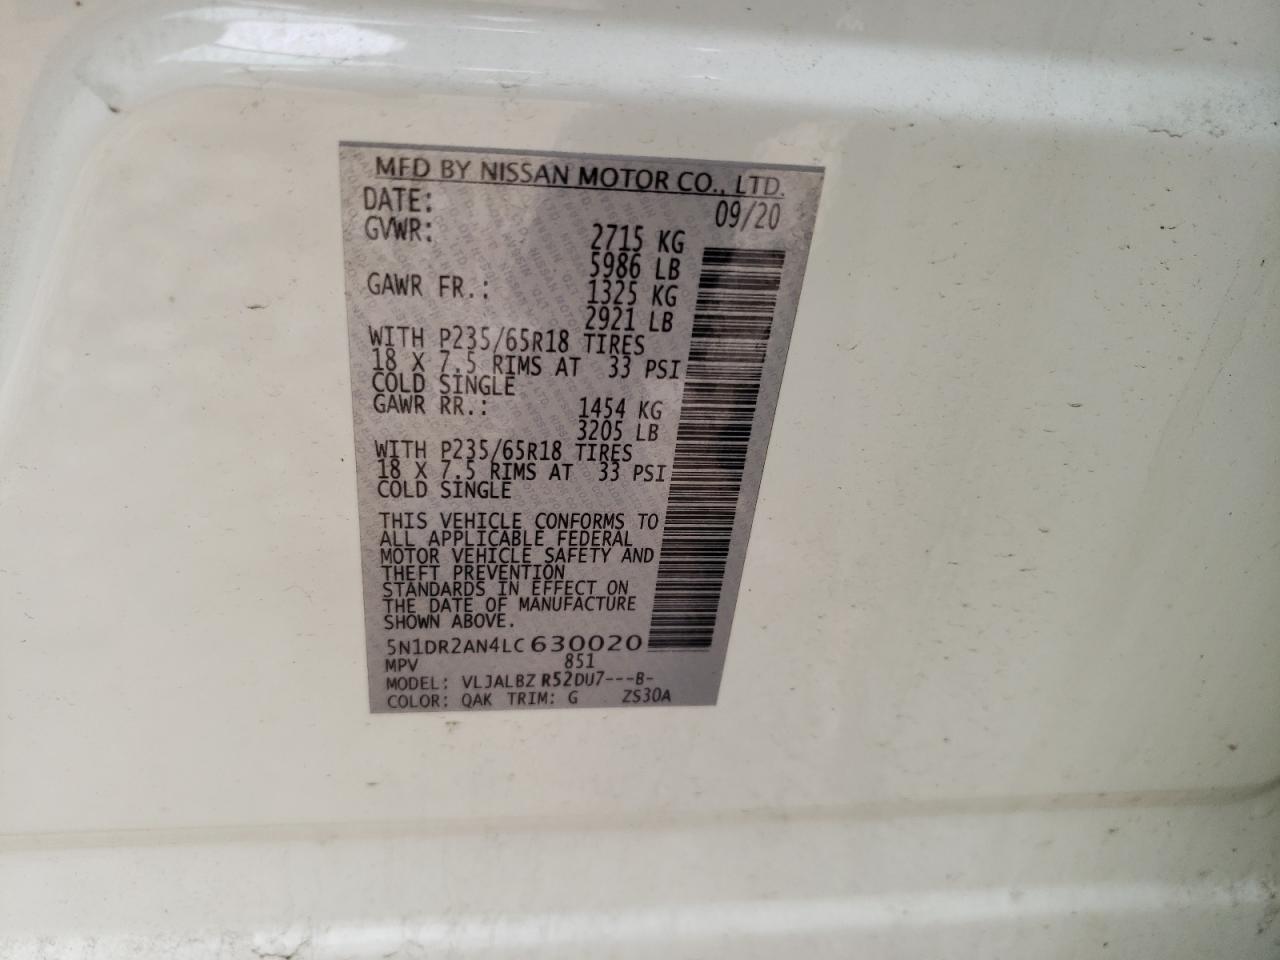 MFD BY NISSAN MOTOR CO., LTD.
DATE: 09/20
GVWR: 2715 KG
5986 LB
GAWR FR.: 1325 KG
2921 LB
WITH P235/65R18 TIRES
18 X 7.5 RIMS AT 33 PSI
COLD SINGLE
GAWR RR.: 1454 KG
3205 LB
WITH P235/65R18 TIRES
18 X 7.5 RIMS AT 33 PSI
COLD SINGLE
THIS VEHICLE CONFORMS TO
ALL APPLICABLE FEDERAL
MOTOR VEHICLE SAFETY AND
THEFT PREVENTION
STANDARDS IN EFFECT ON
THE DATE OF MANUFACTURE
SHOWN ABOVE.
5N1DR2AN4LC630020
MPV 851
MODEL: VLJALBZ R52DU7---B-
COLOR: QAK TRIM: G ZS30A